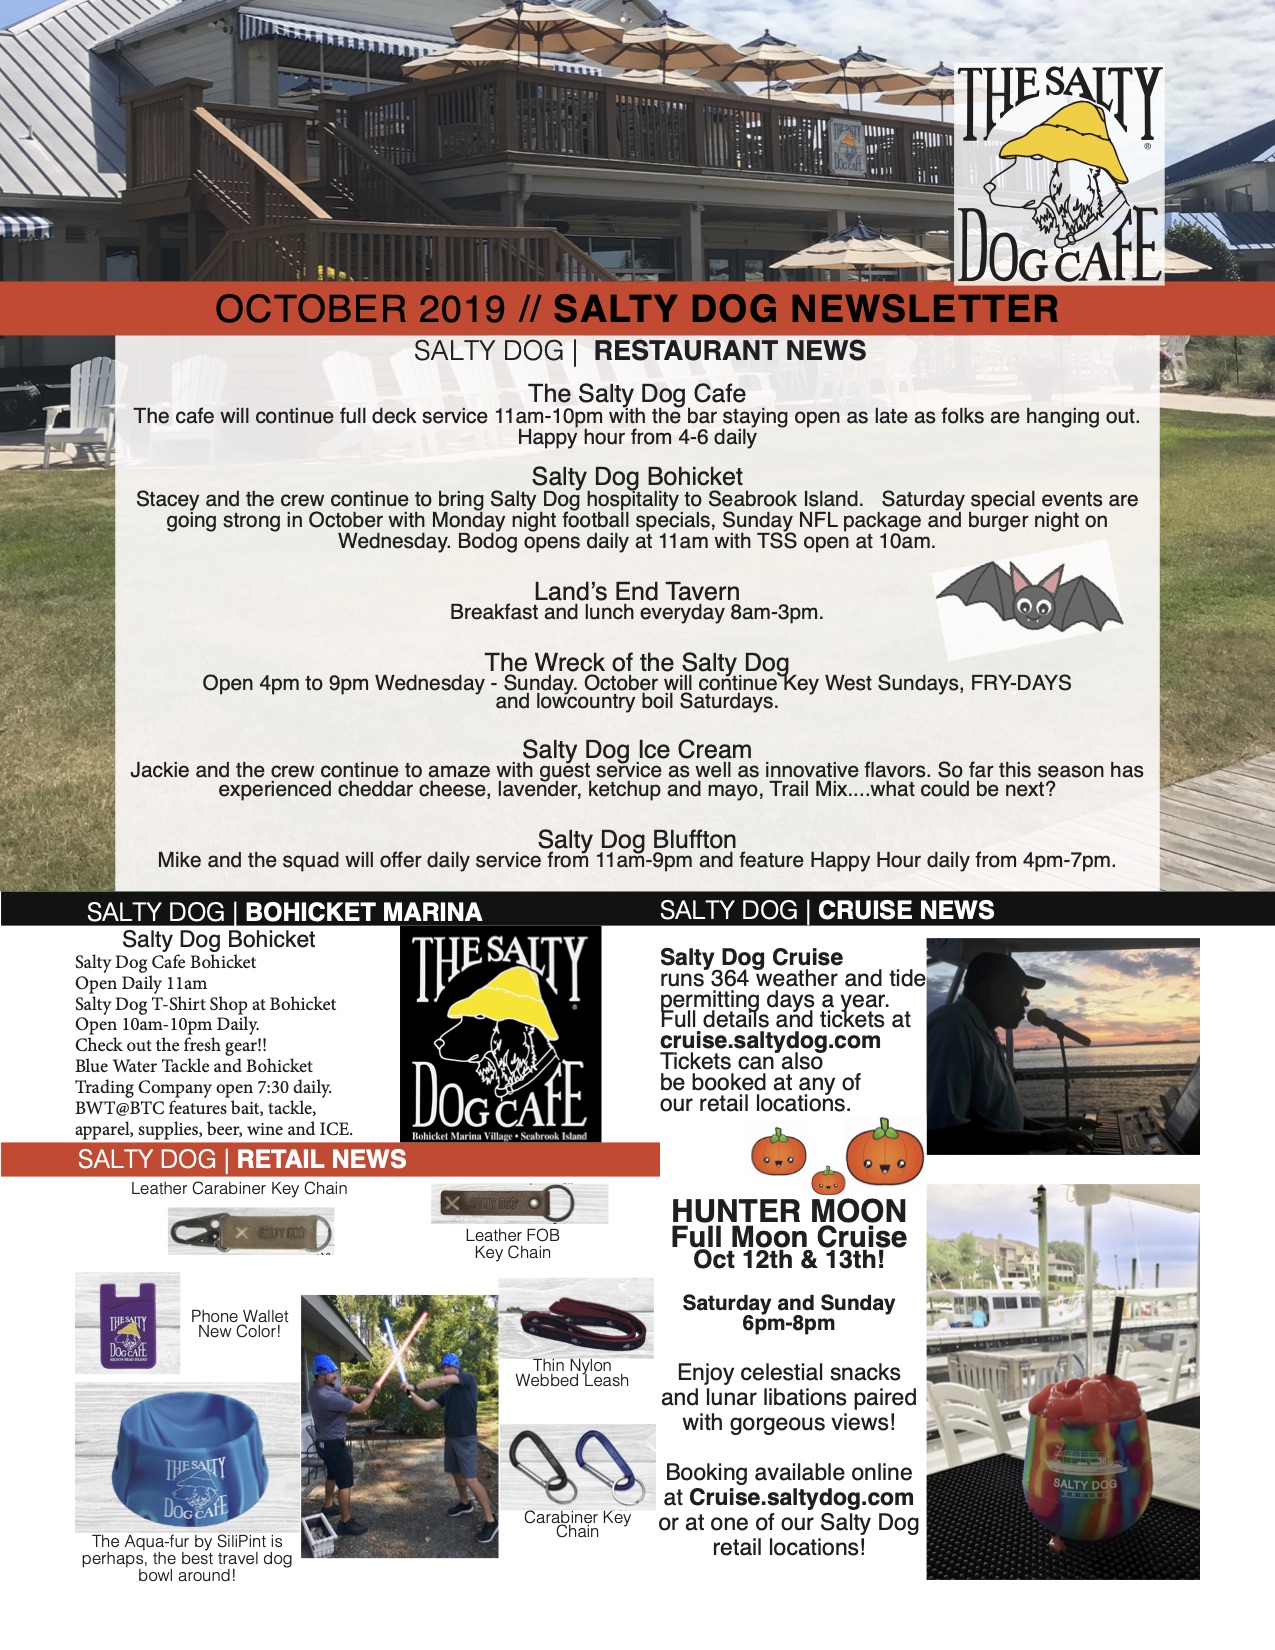 THE SALTY
DOG CAFE
®
OCTOBER 2019 // SALTY DOG NEWSLETTER
SALTY DOG | RESTAURANT NEWS
The Salty Dog Cafe
The cafe will continue full deck service 11am-10pm with the bar staying open as late as folks are hanging out.
Happy hour from 4-6 daily
Salty Dog Bohicket
Stacey and the crew continue to bring Salty Dog hospitality to Seabrook Island. Saturday special events are
going strong in October with Monday night football specials, Sunday NFL package and burger night on
Wednesday. Bodog opens daily at 11am with TSS open at 10am.
Land's End Tavern
Breakfast and lunch everyday 8am-3pm.
The Wreck of the Salty Dog
Open 4pm to 9pm Wednesday - Sunday. October will continue Key West Sundays, FRY-DAYS
and lowcountry boil Saturdays.
Salty Dog Ice Cream
Jackie and the crew continue to amaze with guest service as well as innovative flavors. So far this season has
experienced cheddar cheese, lavender, ketchup and mayo, Trail Mix....what could be next?
Salty Dog Bluffton
Mike and the squad will offer daily service from 11am-9pm and feature Happy Hour daily from 4pm-7pm.
SALTY DOG | BOHICKET MARINA
Salty Dog Bohicket
Salty Dog Cafe Bohicket
Open Daily 11am
Salty Dog T-Shirt Shop at Bohicket
Open 10am-10pm Daily.
Check out the fresh gear!!
Blue Water Tackle and Bohicket
Trading Company open 7:30 daily.
BWT@BTC features bait, tackle,
apparel, supplies, beer, wine and ICE.
THE SALTY
DOG CAFE
Bohicket Marina Village • Seabrook Island
SALTY DOG | CRUISE NEWS
Salty Dog Cruise
runs 364 weather and tide
permitting days a year.
Full details and tickets at
cruise.saltydog.com
Tickets can also
be booked at any of
our retail locations.
HUNTER MOON
Full Moon Cruise
Oct 12th & 13th!
Saturday and Sunday
6pm-8pm
Enjoy celestial snacks
and lunar libations paired
with gorgeous views!
Booking available online
at Cruise.saltydog.com
or at one of our Salty Dog
retail locations!
SALTY DOG
CRUISE
SALTY DOG | RETAIL NEWS
Leather Carabiner Key Chain
SALTY DOG
SALTY DOG
Leather FOB
Key Chain
THE SALTY
DOG CAFE
Phone Wallet
New Color!
Thin Nylon
Webbed Leash
THE SALTY
DOG CAFE
The Aqua-fur by SiliPint is
perhaps, the best travel dog
bowl around!
Carabiner Key
Chain